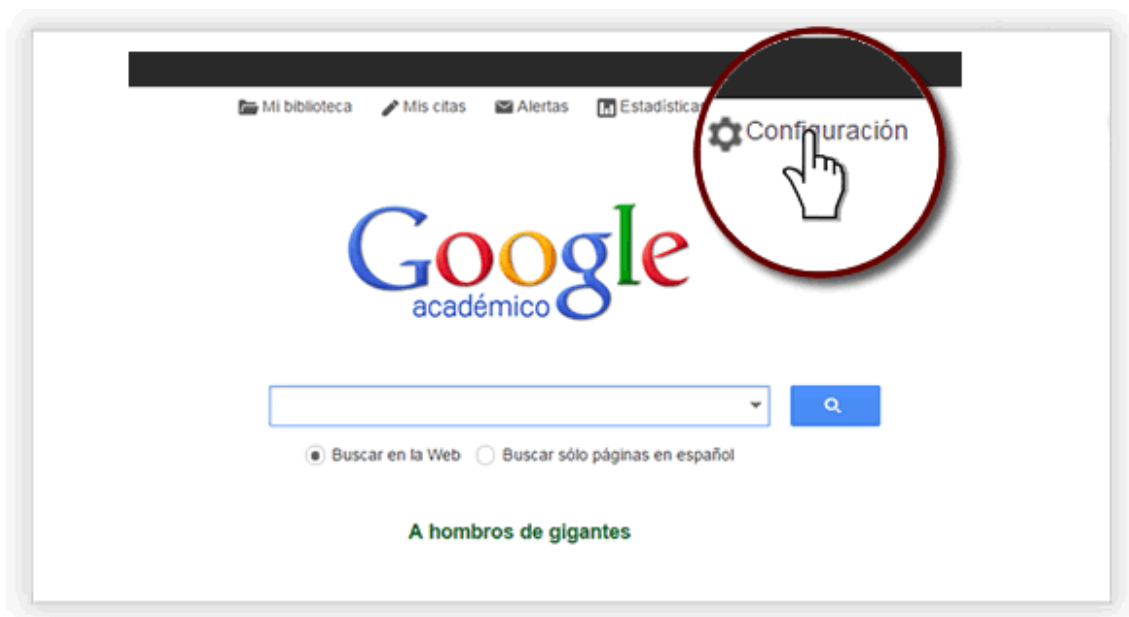 Mi biblioteca Mis citas Alertas Estadísticas Configuración
Google
académico
Buscar en la Web Buscar sólo páginas en español
A hombros de gigantes